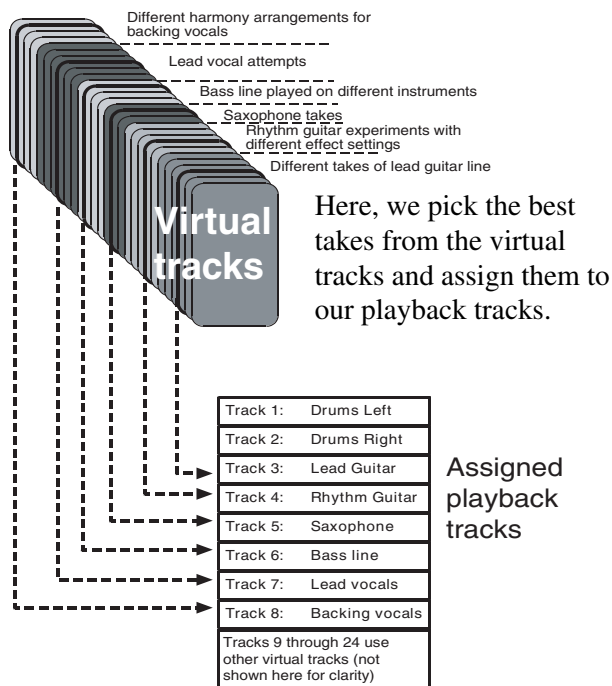 Different harmony arrangements for
backing vocals
Lead vocal attempts
Bass line played on different instruments
Saxophone takes
Rhythm guitar experiments with
different effect settings
Different takes of lead guitar line
Virtual
tracks
Here, we pick the best
takes from the virtual
tracks and assign them to
our playback tracks.
Track 1: Drums Left
Track 2: Drums Right
Track 3: Lead Guitar
Track 4: Rhythm Guitar
Track 5: Saxophone
Track 6: Bass line
Track 7: Lead vocals
Track 8: Backing vocals
Tracks 9 through 24 use
other virtual tracks (not
shown here for clarity)
Assigned
playback
tracks